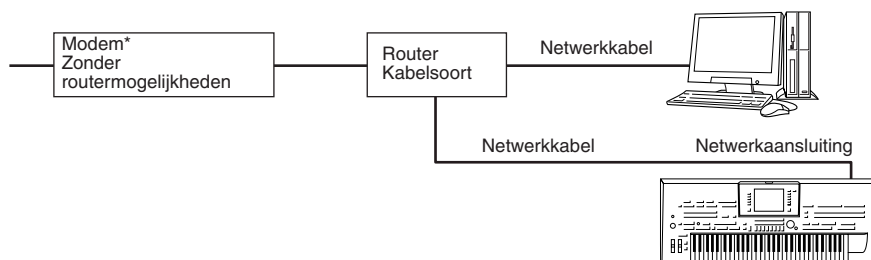 Modem*
Zonder
routermogelijkheden
Router
Kabelsoort
Netwerkkabel
Netwerkkabel
Netwerkaansluiting